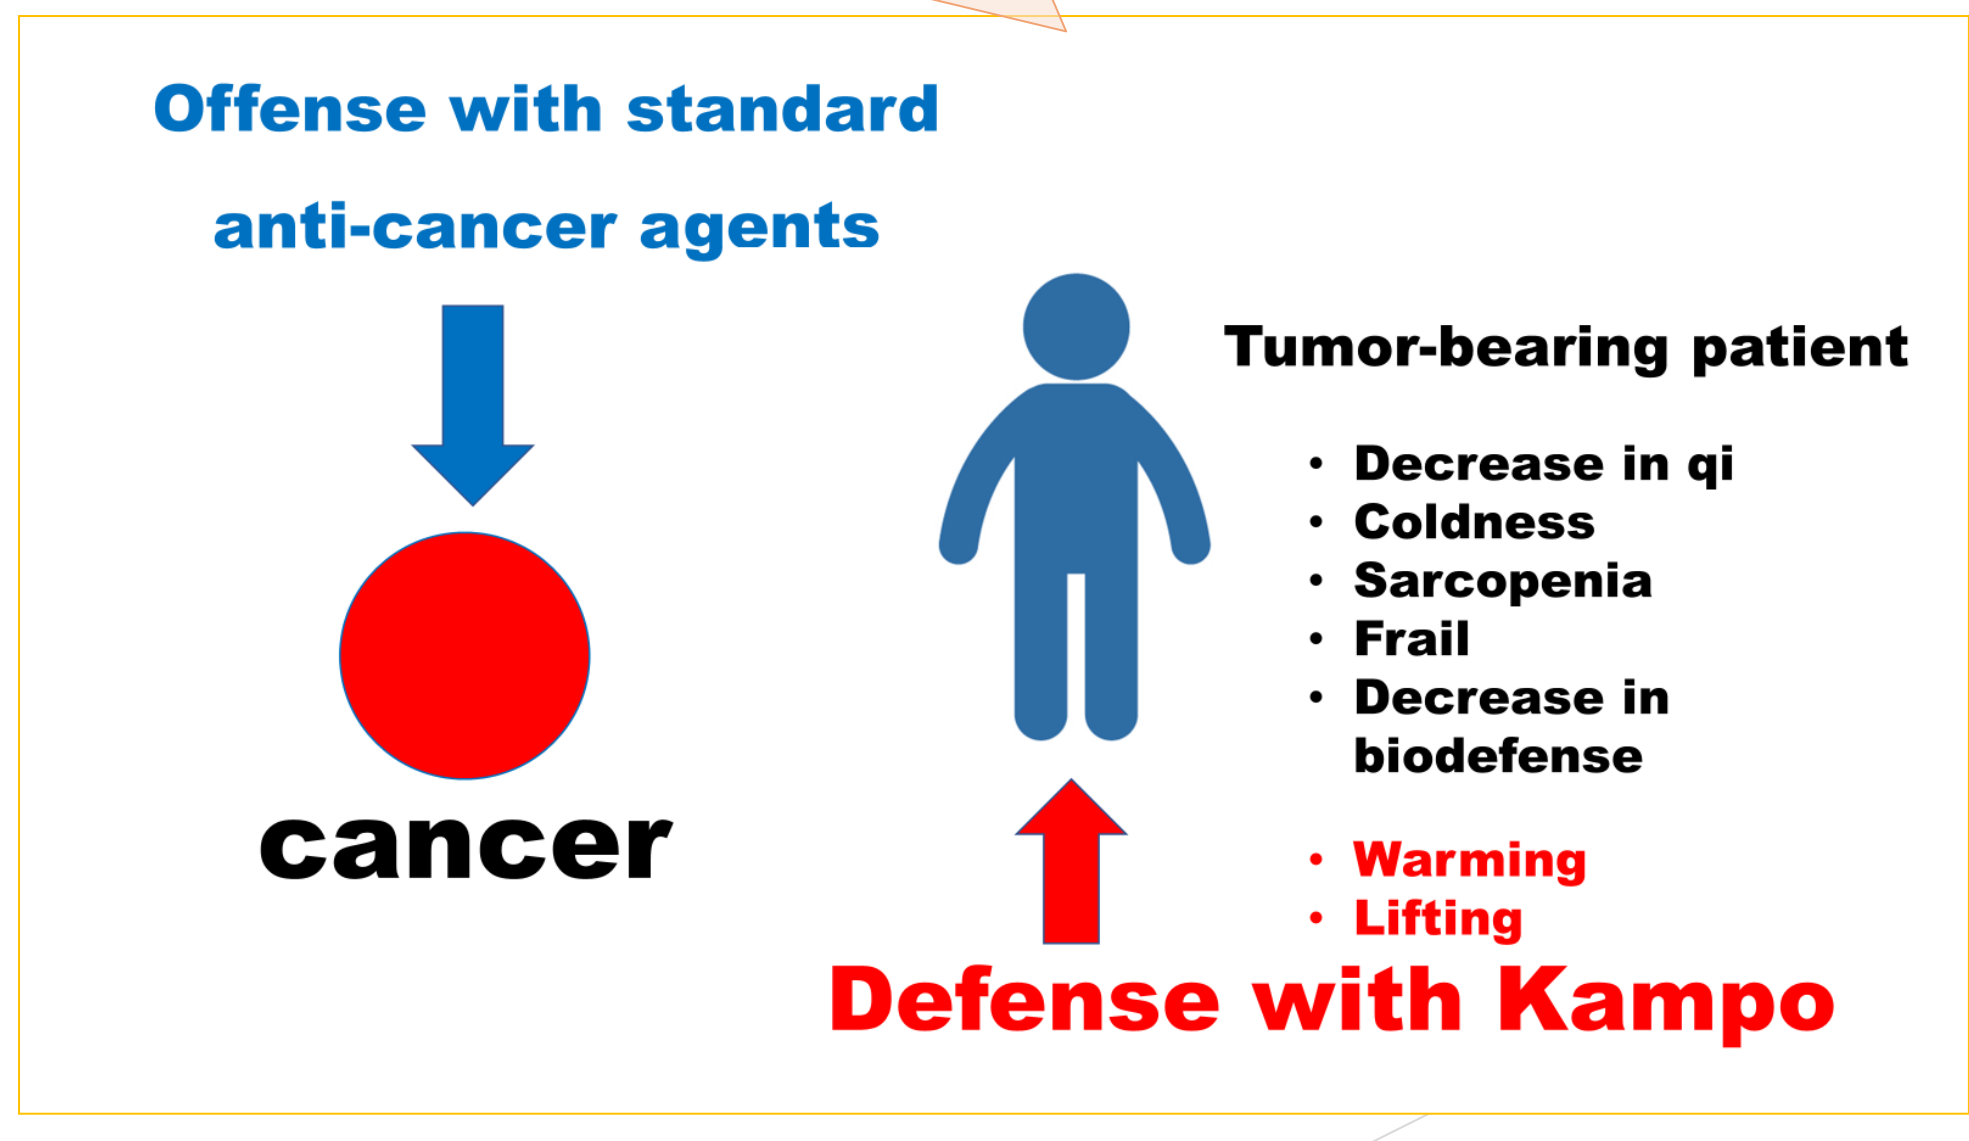 Offense with standard
anti-cancer agents
cancer
Tumor-bearing patient
• Decrease in qi
• Coldness
• Sarcopenia
• Frail
• Decrease in
biodefense
• Warming
• Lifting
Defense with Kampo